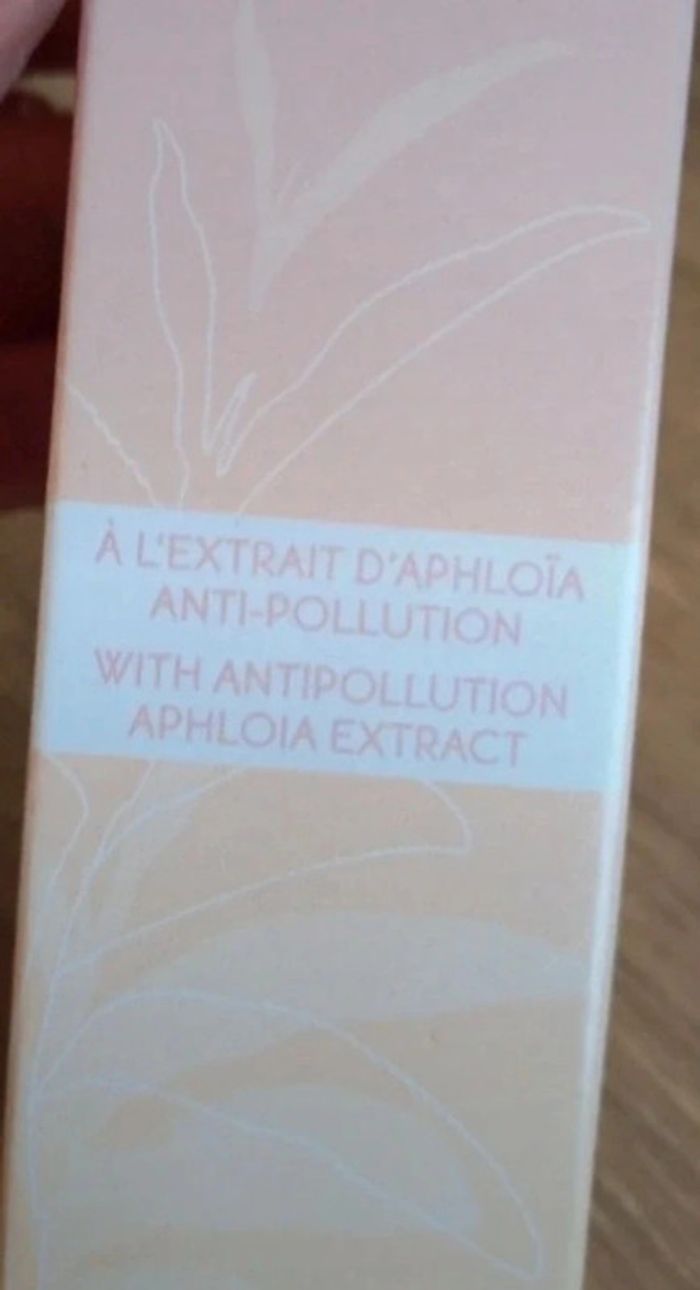 À L'EXTRAIT D'APHLOÏA
ANTI-POLLUTION
WITH ANTIPOLLUTION
APHLOIA EXTRACT